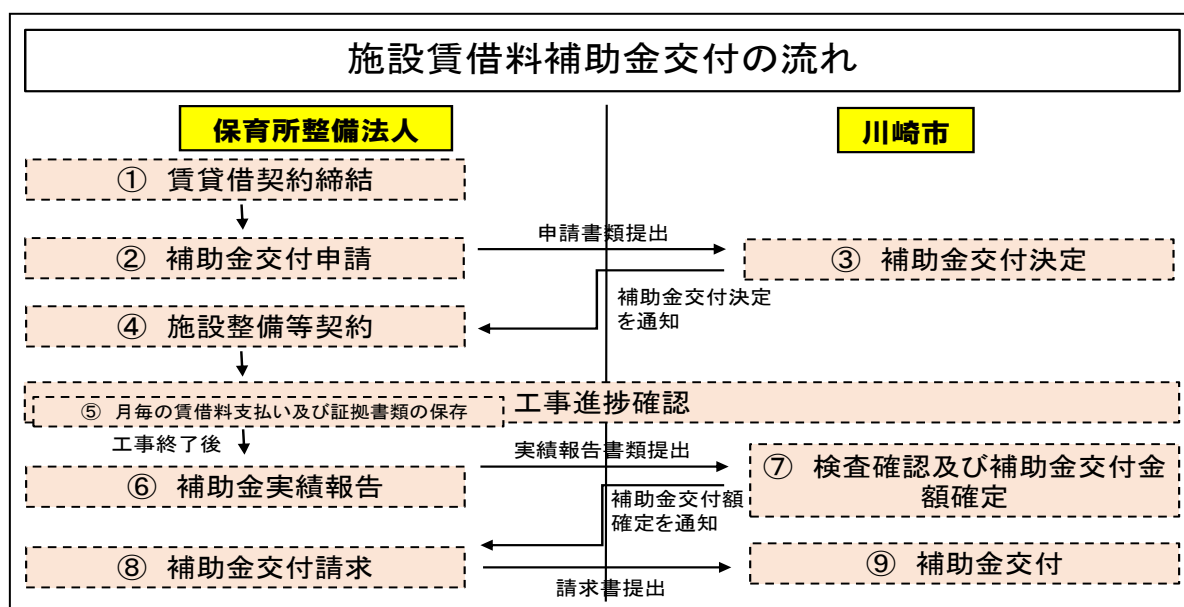 施設賃借料補助金交付の流れ
保育所整備法人
川崎市
① 賃貸借契約締結
申請書類提出
② 補助金交付申請
③ 補助金交付決定
補助金交付決定
を通知
④ 施設整備等契約
⑤ 月毎の賃借料支払い及び証拠書類の保存
工事進捗確認
工事終了後
実績報告書類提出
⑥ 補助金実績報告
⑦ 検査確認及び補助金交付金
額確定
補助金交付額
確定を通知
⑧ 補助金交付請求
⑨ 補助金交付
請求書提出